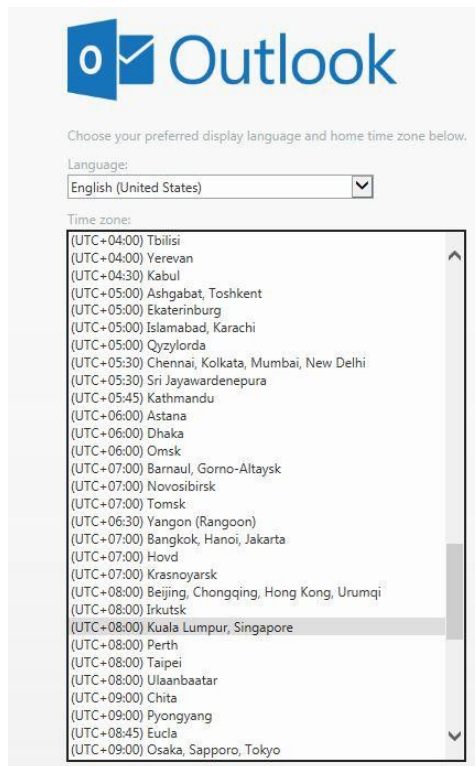 Outlook
Choose your preferred display language and home time zone below.
Language:
English (United States)
Time zone:
(UTC+04:00) Tbilisi
(UTC+04:00) Yerevan
(UTC+04:30) Kabul
(UTC+05:00) Ashgabat, Toshkent
(UTC+05:00) Ekaterinburg
(UTC+05:00) Islamabad, Karachi
(UTC+05:00) Qyzylorda
(UTC+05:30) Chennai, Kolkata, Mumbai, New Delhi
(UTC+05:30) Sri Jayawardenepura
(UTC+05:45) Kathmandu
(UTC+06:00) Astana
(UTC+06:00) Dhaka
(UTC+06:00) Omsk
(UTC+07:00) Barnaul, Gorno-Altaysk
(UTC+07:00) Novosibirsk
(UTC+07:00) Tomsk
(UTC+06:30) Yangon (Rangoon)
(UTC+07:00) Bangkok, Hanoi, Jakarta
(UTC+07:00) Hovd
(UTC+07:00) Krasnoyarsk
(UTC+08:00) Beijing, Chongqing, Hong Kong, Urumqi
(UTC+08:00) Irkutsk
(UTC+08:00) Kuala Lumpur, Singapore
(UTC+08:00) Perth
(UTC+08:00) Taipei
(UTC+08:00) Ulaanbaatar
(UTC+09:00) Chita
(UTC+09:00) Pyongyang
(UTC+08:45) Eucla
(UTC+09:00) Osaka, Sapporo, Tokyo